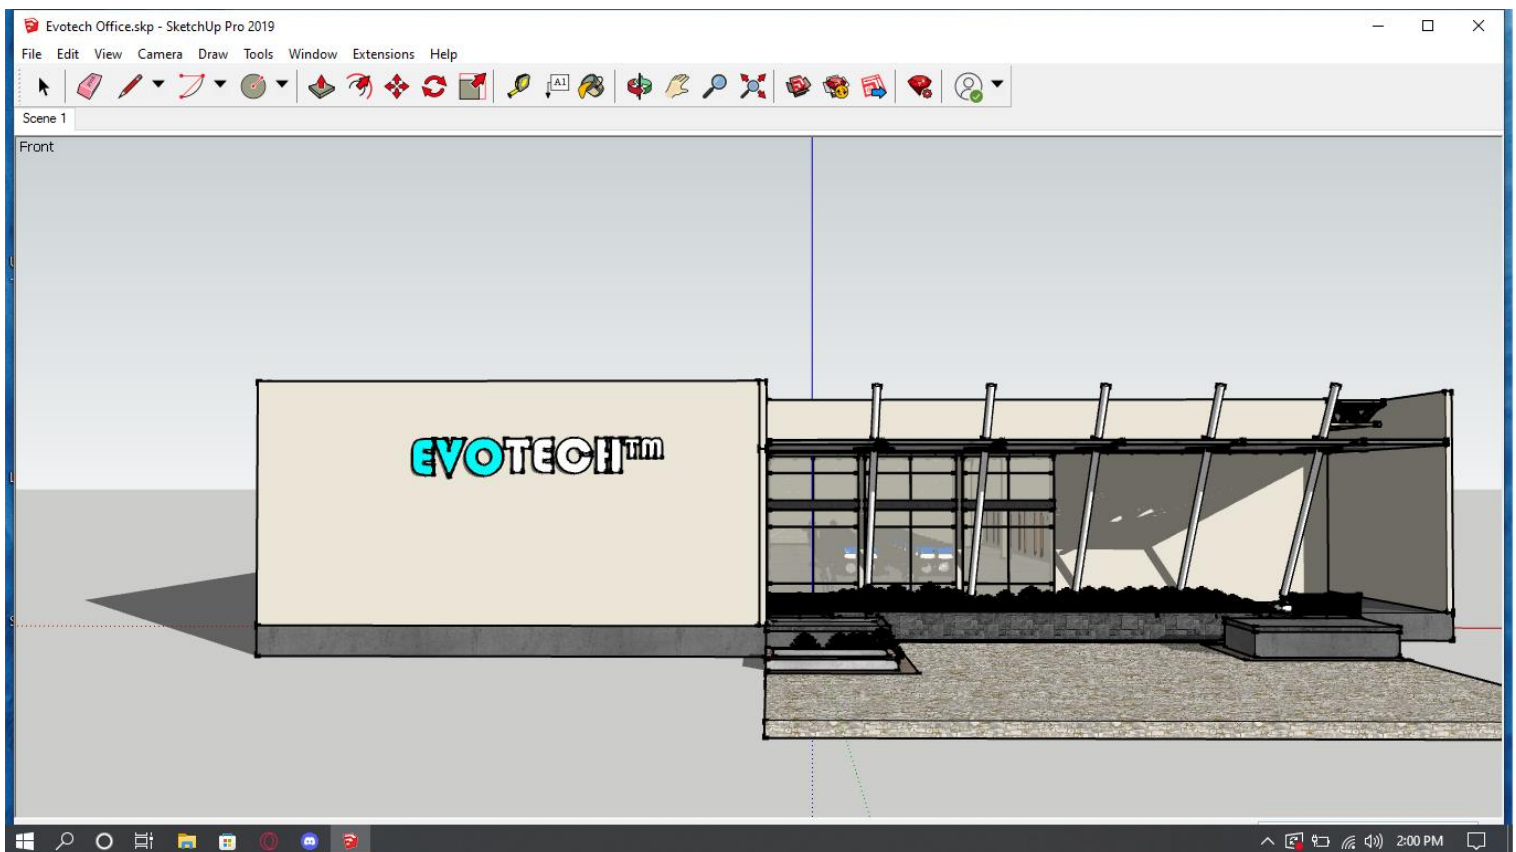 Evotech Office.skp - SketchUp Pro 2019
File Edit View Camera Draw Tools Window Extensions Help
A1
Scene 1
Front
EVOTECH™
2:00 PM